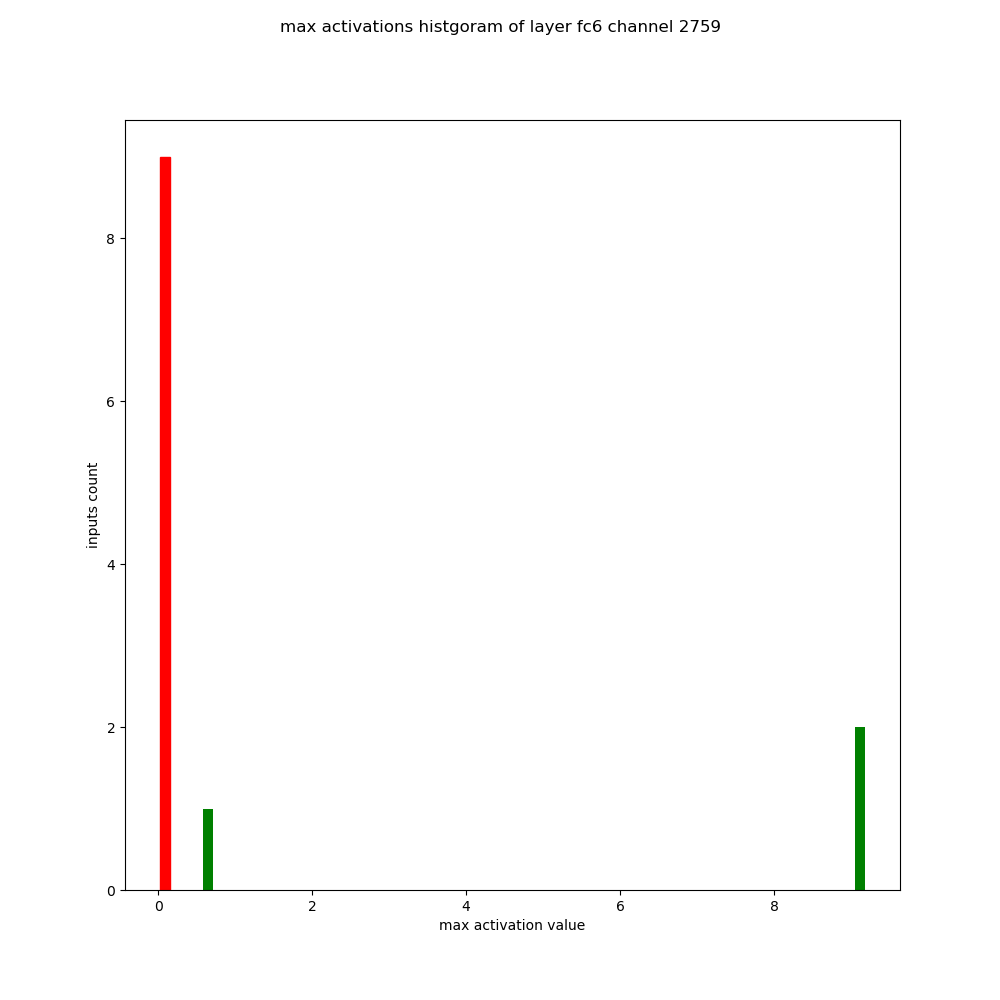 max activations histgoram of layer fc6 channel 2759
8
6
4
2
0
inputs count
0 2 4 6 8
max activation value